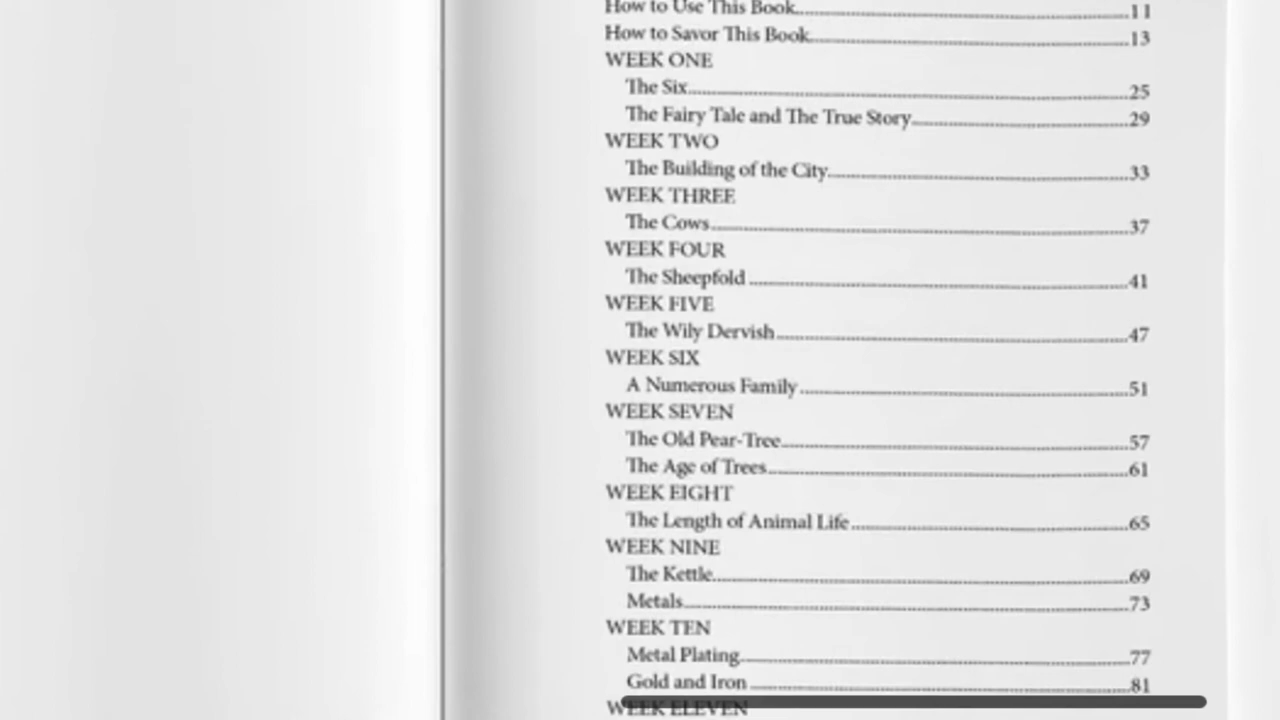 How to Use This Book 11
How to Savor This Book 13
WEEK ONE
The Six 25
The Fairy Tale and The True Story 29
WEEK TWO
The Building of the City 33
WEEK THREE
The Cows 37
WEEK FOUR
The Sheepfold 41
WEEK FIVE
The Wily Dervish 47
WEEK SIX
A Numerous Family 51
WEEK SEVEN
The Old Pear-Tree 57
The Age of Trees 61
WEEK EIGHT
The Length of Animal Life 65
WEEK NINE
The Kettle 69
Metals 73
WEEK TEN
Metal Plating 77
Gold and Iron 81
WEEK ELEVEN